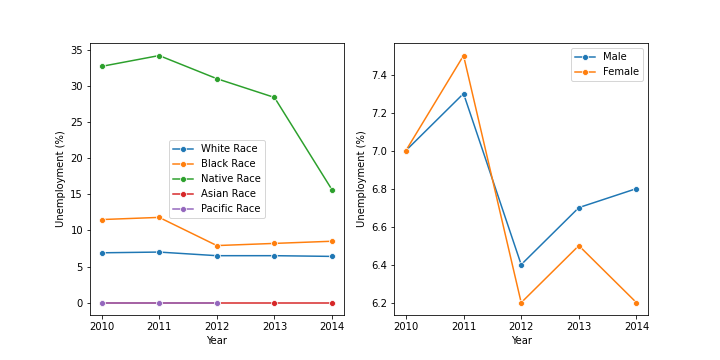 35
30
25
20
15
10
5
0
Unemployment (%)
White Race
Black Race
Native Race
Asian Race
Pacific Race
2010 2011 2012 2013 2014
Year
7.4
7.2
7.0
6.8
6.6
6.4
6.2
Unemployment (%)
Male
Female
2010 2011 2012 2013 2014
Year